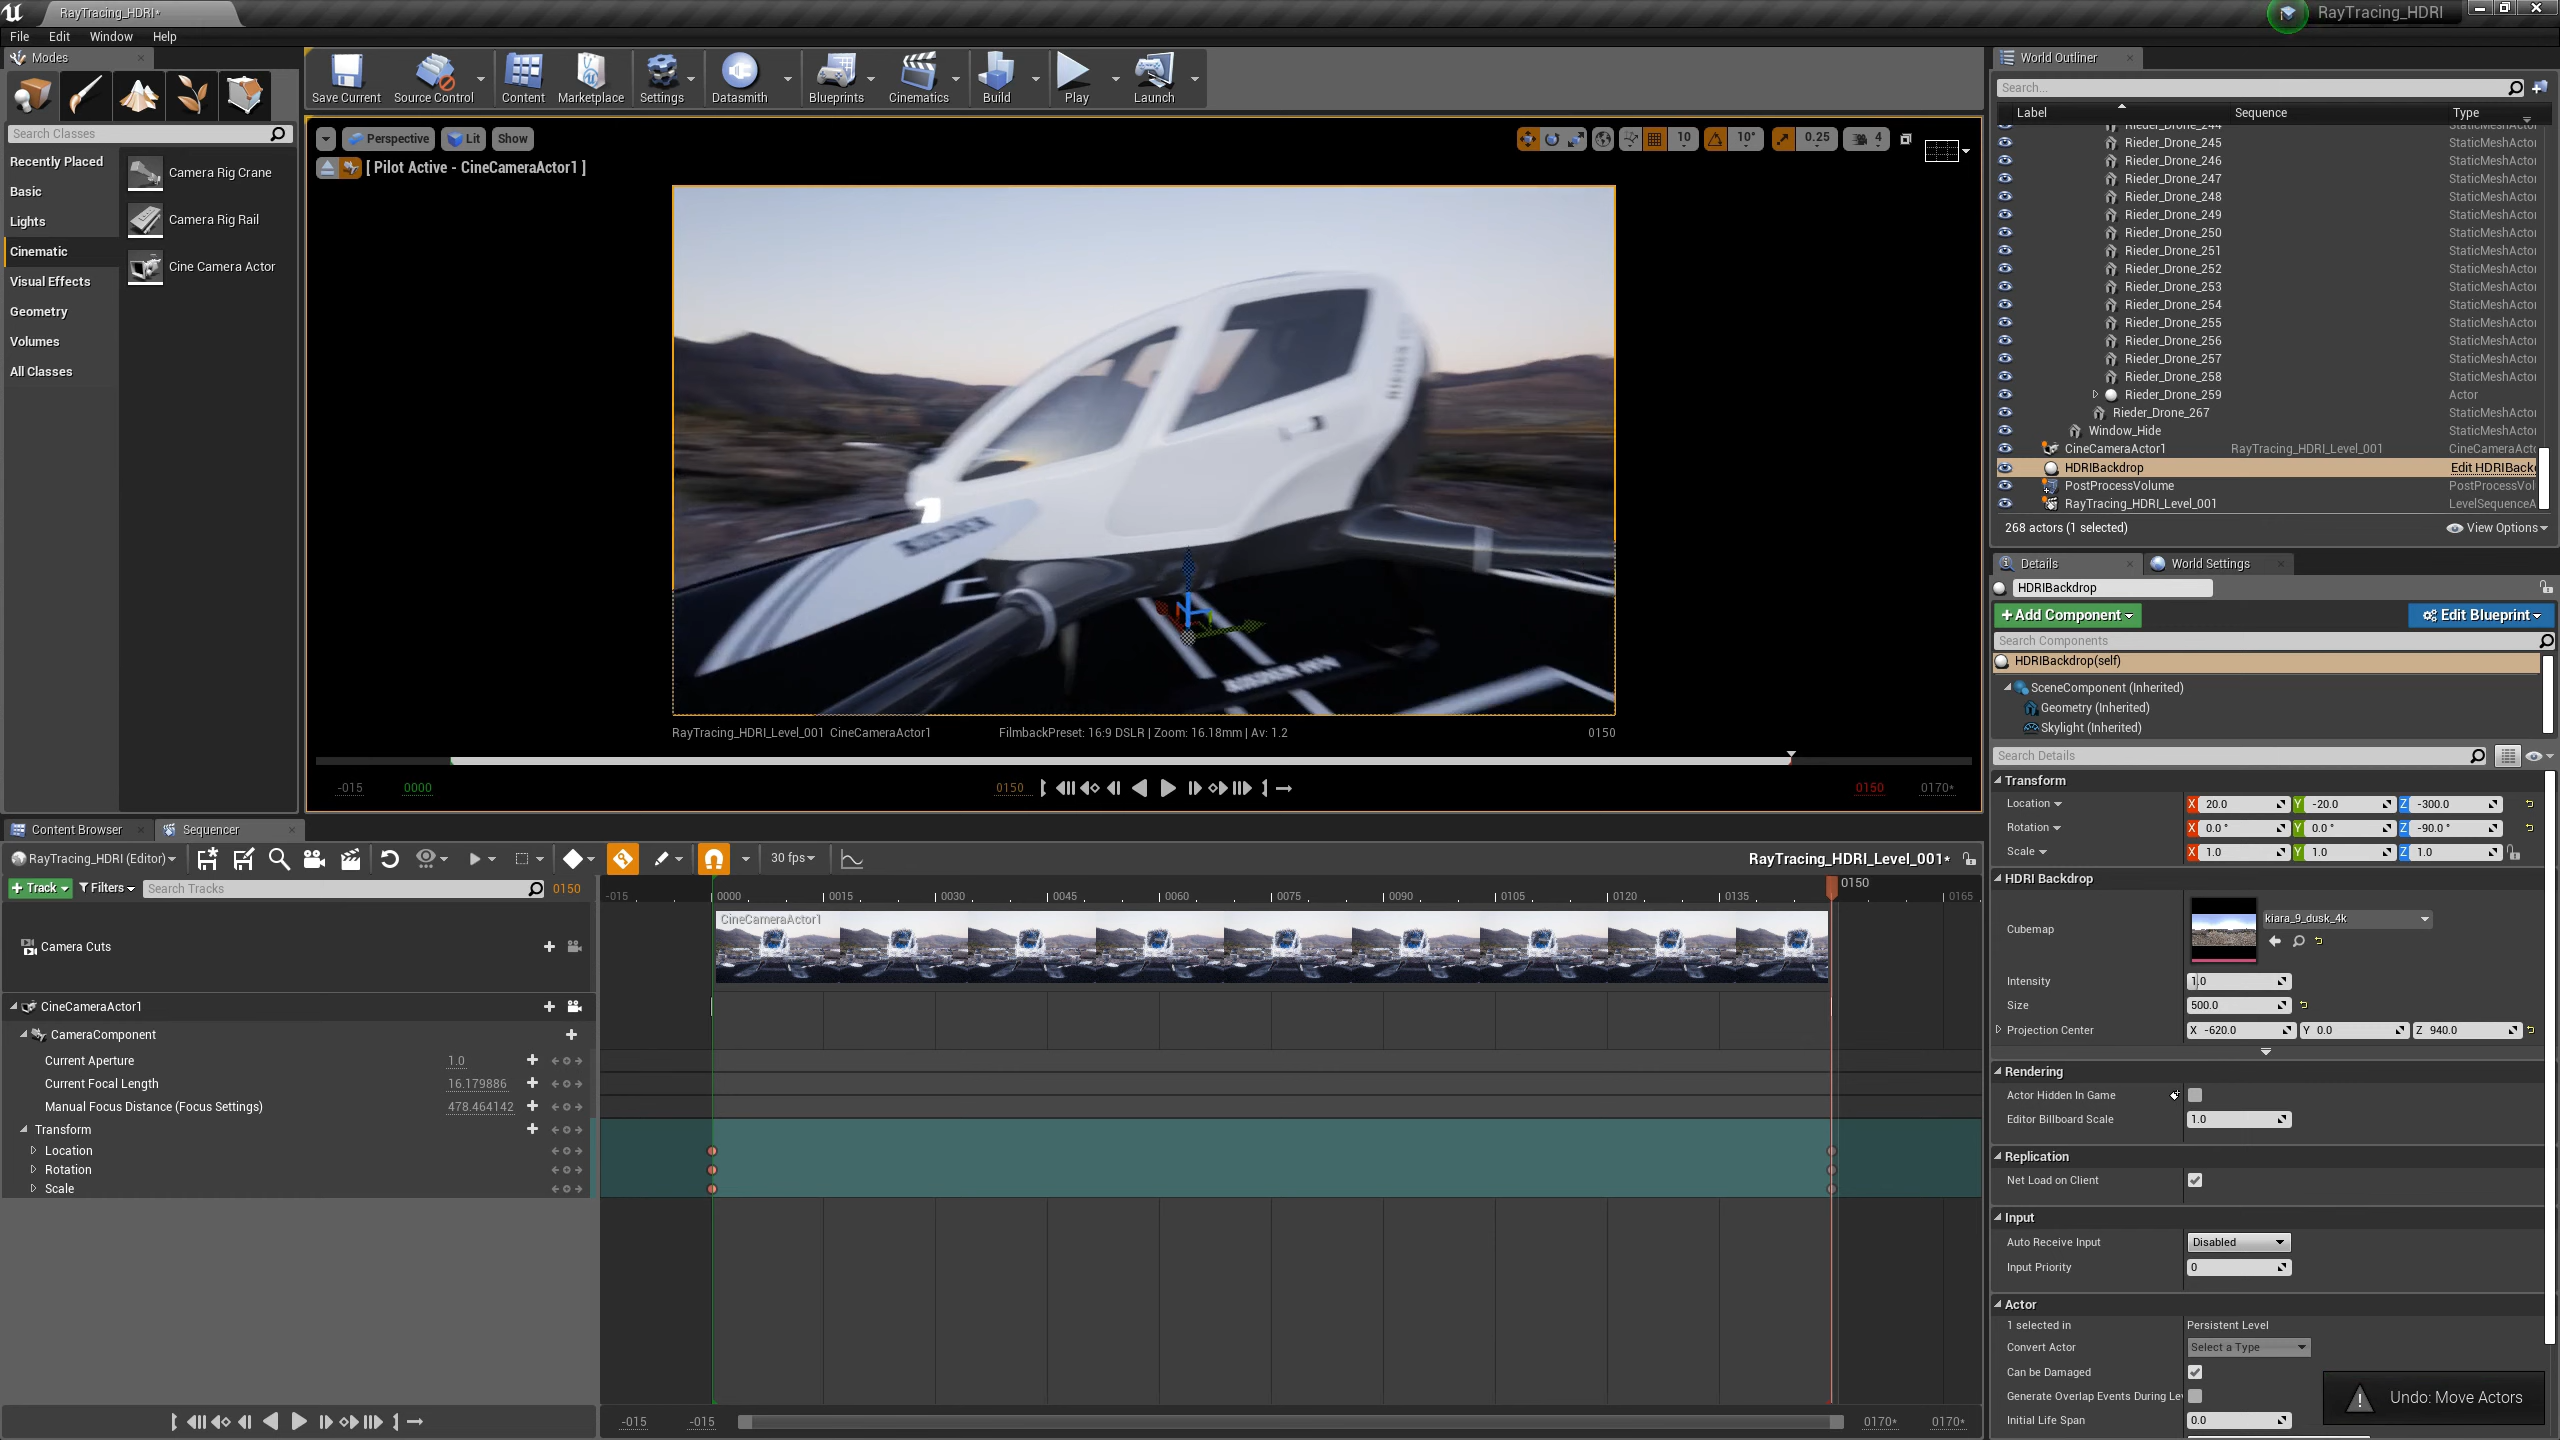 RayTracing_HDRI*
RayTracing_HDRI
File Edit Window Help
Modes
Search Classes
Recently Placed
Basic
Lights
Cinematic
Visual Effects
Geometry
Volumes
All Classes
Camera Rig Crane
Camera Rig Rail
Cine Camera Actor
Save Current Source Control Content Marketplace Settings Datasmith Blueprints Cinematics Build Play Launch
Perspective Lit Show
10 10° 0.25 4
[ Pilot Active - CineCameraActor1 ]
RayTracing_HDRI_Level_001 CineCameraActor1 FilmbackPreset: 16:9 DSLR | Zoom: 16.18mm | Av: 1.2 0150
-015 0000 0150 0150 0170*
World Outliner
Search...
Label Sequence Type
Rieder_Drone_244 StaticMeshActor
Rieder_Drone_245 StaticMeshActor
Rieder_Drone_246 StaticMeshActor
Rieder_Drone_247 StaticMeshActor
Rieder_Drone_248 StaticMeshActor
Rieder_Drone_249 StaticMeshActor
Rieder_Drone_250 StaticMeshActor
Rieder_Drone_251 StaticMeshActor
Rieder_Drone_252 StaticMeshActor
Rieder_Drone_253 StaticMeshActor
Rieder_Drone_254 StaticMeshActor
Rieder_Drone_255 StaticMeshActor
Rieder_Drone_256 StaticMeshActor
Rieder_Drone_257 StaticMeshActor
Rieder_Drone_258 StaticMeshActor
Rieder_Drone_259 Actor
Rieder_Drone_267 StaticMeshActor
Window_Hide StaticMeshActor
CineCameraActor1 RayTracing_HDRI_Level_001 CineCameraActo
HDRIBackdrop Edit HDRIBack
PostProcessVolume PostProcessVol
RayTracing_HDRI_Level_001 LevelSequenceA
268 actors (1 selected) View Options
Details World Settings
HDRIBackdrop
+Add Component Edit Blueprint
Search Components
HDRIBackdrop(self)
SceneComponent (Inherited)
Geometry (Inherited)
Skylight (Inherited)
Search Details
Transform
Location X 20.0 Y -20.0 Z -300.0
Rotation X 0.0 ° Y 0.0 ° Z -90.0 °
Scale X 1.0 Y 1.0 Z 1.0
HDRI Backdrop
Cubemap kiara_9_dusk_4k
Intensity 1.0
Size 500.0
Projection Center X -620.0 Y 0.0 Z 940.0
Rendering
Actor Hidden In Game
Editor Billboard Scale 1.0
Replication
Net Load on Client
Input
Auto Receive Input Disabled
Input Priority 0
Actor
1 selected in Persistent Level
Convert Actor Select a Type
Can be Damaged
Generate Overlap Events During Le
Initial Life Span 0.0
Undo: Move Actors
Content Browser Sequencer
RayTracing_HDRI (Editor) 30 fps RayTracing_HDRI_Level_001*
+Track Filters Search Tracks 0150
-015 0000 0015 0030 0045 0060 0075 0090 0105 0120 0135 0150 0165
Camera Cuts
CineCameraActor1
CineCameraActor1
CameraComponent
Current Aperture 1.0
Current Focal Length 16.179886
Manual Focus Distance (Focus Settings) 478.464142
Transform
Location
Rotation
Scale
-015 -015 0170* 0170*